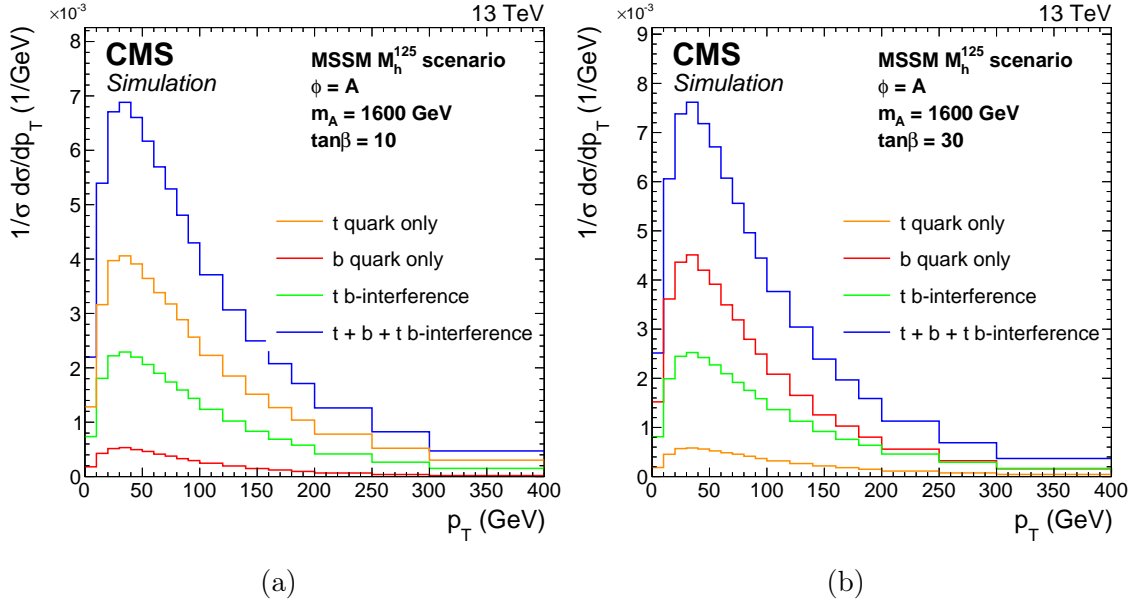 ×10⁻³
13 TeV
CMS
Simulation
MSSM M_h^125 scenario
ϕ = A
m_A = 1600 GeV
tanβ = 10
t quark only
b quark only
t b-interference
t + b + t b-interference
1/σ dσ/dp_T (1/GeV)
8
7
6
5
4
3
2
1
0
0 50 100 150 200 250 300 350 400
p_T (GeV)
(a)
×10⁻³
13 TeV
CMS
Simulation
MSSM M_h^125 scenario
ϕ = A
m_A = 1600 GeV
tanβ = 30
t quark only
b quark only
t b-interference
t + b + t b-interference
1/σ dσ/dp_T (1/GeV)
9
8
7
6
5
4
3
2
1
0
0 50 100 150 200 250 300 350 400
p_T (GeV)
(b)